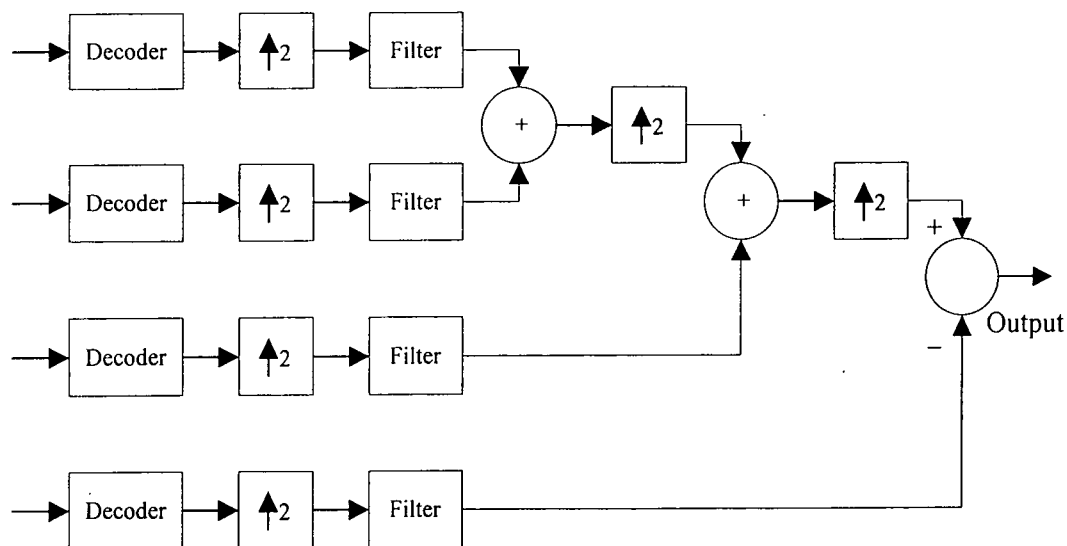 Decoder ↑2 Filter
+ ↑2
Decoder ↑2 Filter
+ ↑2
+
Output
Decoder ↑2 Filter
−
Decoder ↑2 Filter